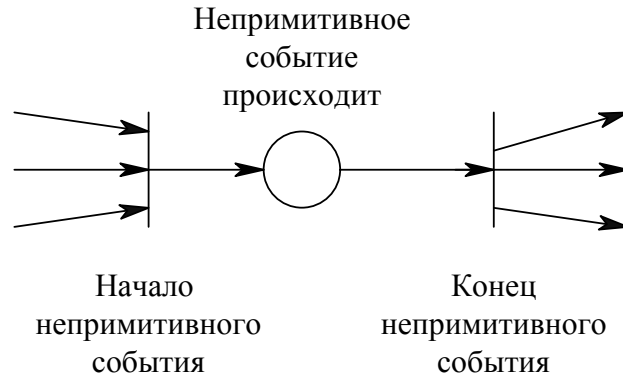 Непримитивное
событие
происходит
Начало
непримитивного
события
Конец
непримитивного
события